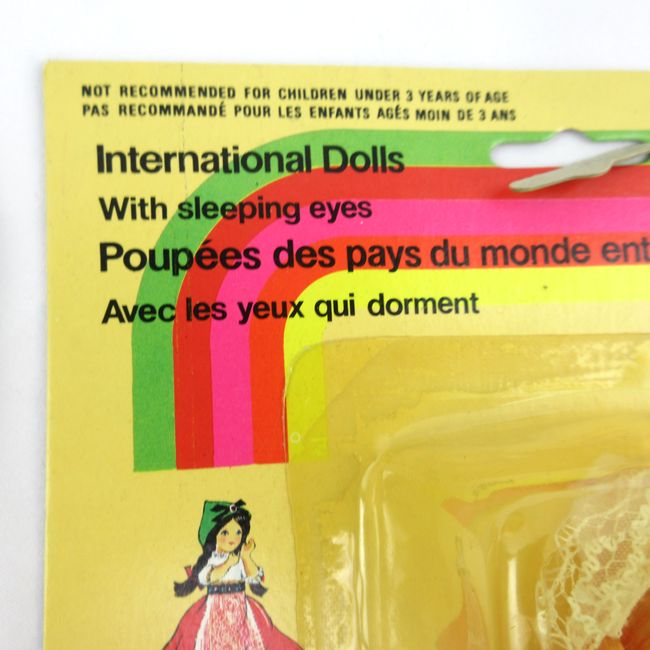 NOT RECOMMENDED FOR CHILDREN UNDER 3 YEARS OF AGE
PAS RECOMMANDÉ POUR LES ENFANTS AGÉS MOIN DE 3 ANS
International Dolls
With sleeping eyes
Poupées des pays du monde ent
Avec les yeux qui dorment